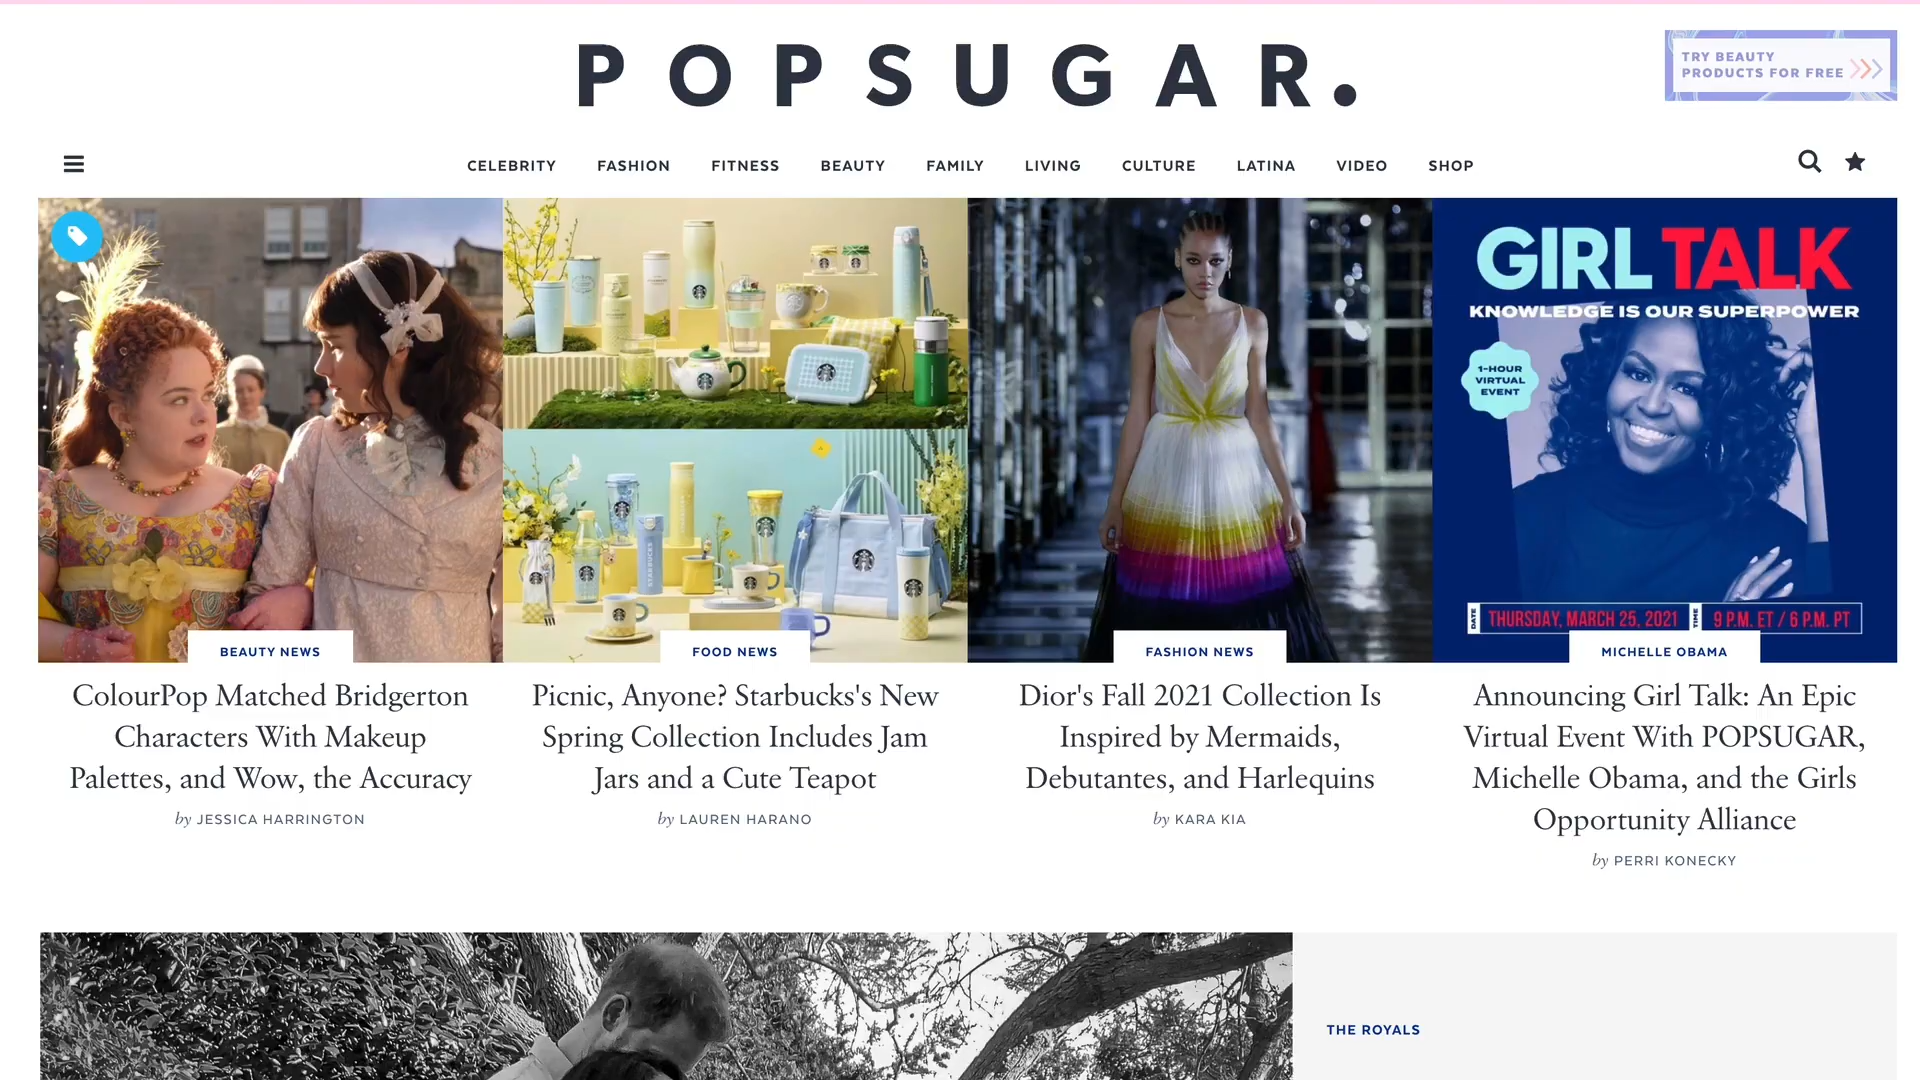 POPSUGAR.
TRY BEAUTY
PRODUCTS FOR FREE
CELEBRITY FASHION FITNESS BEAUTY FAMILY LIVING CULTURE LATINA VIDEO SHOP
GIRL TALK
KNOWLEDGE IS OUR SUPERPOWER
1-HOUR
VIRTUAL
EVENT
STARBUCKS
DATE THURSDAY, MARCH 25, 2021 TIME 9 P.M. ET / 6 P.M. PT
BEAUTY NEWS
ColourPop Matched Bridgerton
Characters With Makeup
Palettes, and Wow, the Accuracy
by JESSICA HARRINGTON
FOOD NEWS
Picnic, Anyone? Starbucks's New
Spring Collection Includes Jam
Jars and a Cute Teapot
by LAUREN HARANO
FASHION NEWS
Dior's Fall 2021 Collection Is
Inspired by Mermaids,
Debutantes, and Harlequins
by KARA KIA
MICHELLE OBAMA
Announcing Girl Talk: An Epic
Virtual Event With POPSUGAR,
Michelle Obama, and the Girls
Opportunity Alliance
by PERRI KONECKY
THE ROYALS